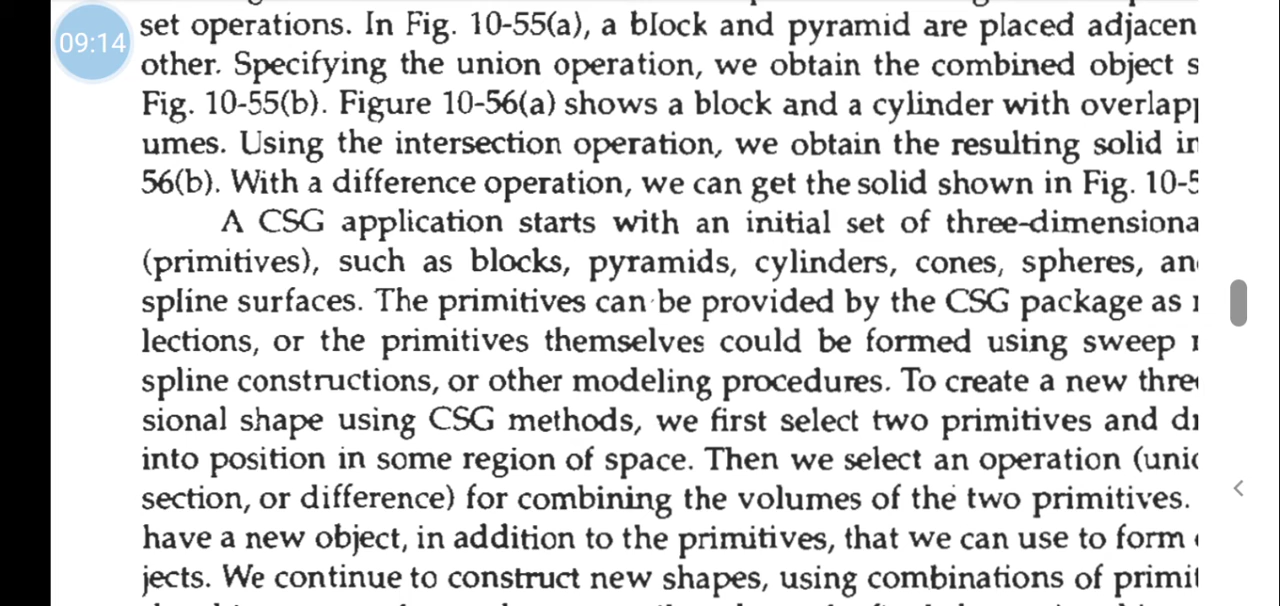 09:14
set operations. In Fig. 10-55(a), a block and pyramid are placed adjacen
other. Specifying the union operation, we obtain the combined object s
Fig. 10-55(b). Figure 10-56(a) shows a block and a cylinder with overlap
umes. Using the intersection operation, we obtain the resulting solid in
56(b). With a difference operation, we can get the solid shown in Fig. 10-5
A CSG application starts with an initial set of three-dimensiona
(primitives), such as blocks, pyramids, cylinders, cones, spheres, an
spline surfaces. The primitives can be provided by the CSG package as
lections, or the primitives themselves could be formed using sweep
spline constructions, or other modeling procedures. To create a new thre
sional shape using CSG methods, we first select two primitives and d
into position in some region of space. Then we select an operation (unio
section, or difference) for combining the volumes of the two primitives.
have a new object, in addition to the primitives, that we can use to form
jects. We continue to construct new shapes, using combinations of primit